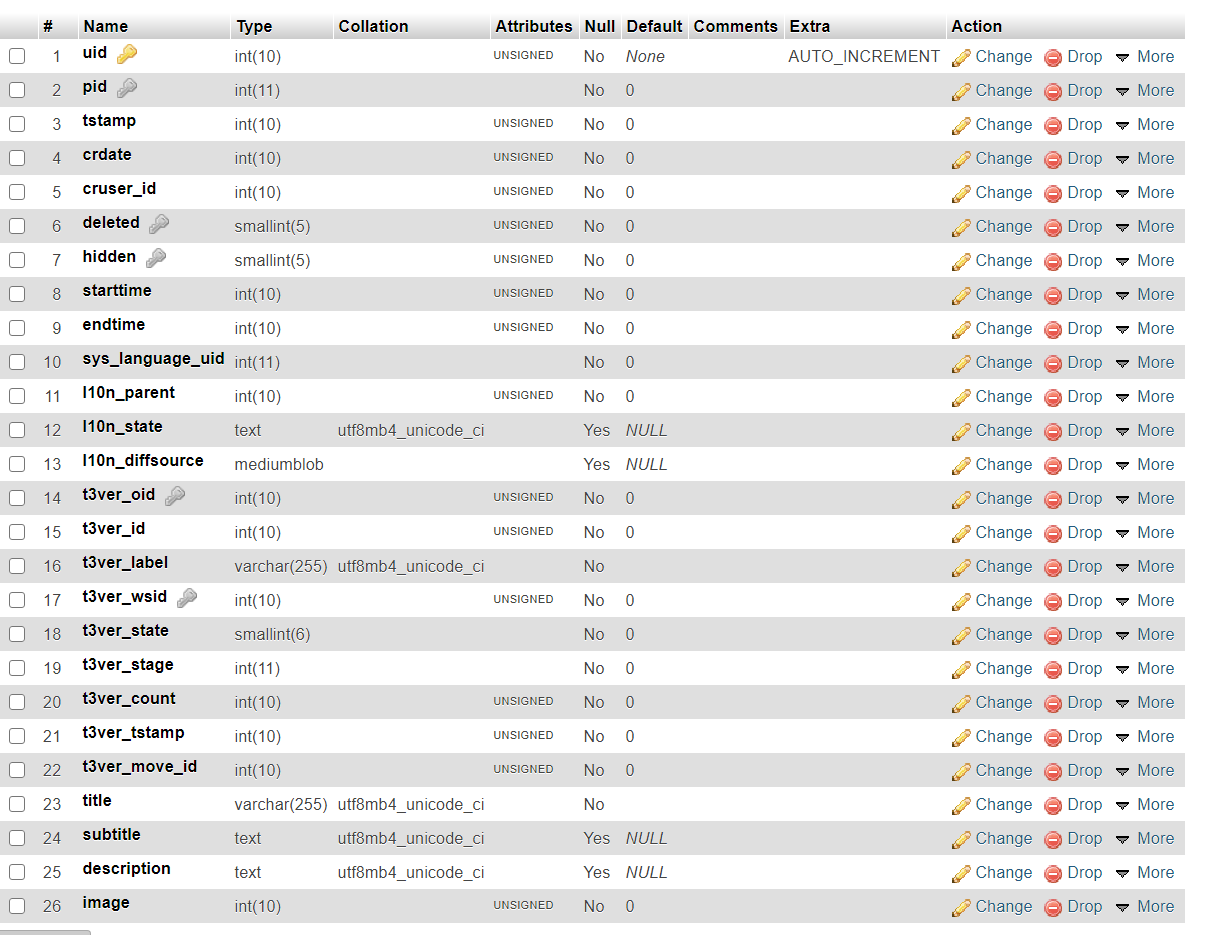 # Name Type Collation Attributes Null Default Comments Extra Action
1 uid int(10) UNSIGNED No None AUTO_INCREMENT Change Drop More
2 pid int(11) No 0 Change Drop More
3 tstamp int(10) UNSIGNED No 0 Change Drop More
4 crdate int(10) UNSIGNED No 0 Change Drop More
5 cruser_id int(10) UNSIGNED No 0 Change Drop More
6 deleted smallint(5) UNSIGNED No 0 Change Drop More
7 hidden smallint(5) UNSIGNED No 0 Change Drop More
8 starttime int(10) UNSIGNED No 0 Change Drop More
9 endtime int(10) UNSIGNED No 0 Change Drop More
10 sys_language_uid int(11) No 0 Change Drop More
11 l10n_parent int(10) UNSIGNED No 0 Change Drop More
12 l10n_state text utf8mb4_unicode_ci Yes NULL Change Drop More
13 l10n_diffsource mediumblob Yes NULL Change Drop More
14 t3ver_oid int(10) UNSIGNED No 0 Change Drop More
15 t3ver_id int(10) UNSIGNED No 0 Change Drop More
16 t3ver_label varchar(255) utf8mb4_unicode_ci No Change Drop More
17 t3ver_wsid int(10) UNSIGNED No 0 Change Drop More
18 t3ver_state smallint(6) No 0 Change Drop More
19 t3ver_stage int(11) No 0 Change Drop More
20 t3ver_count int(10) UNSIGNED No 0 Change Drop More
21 t3ver_tstamp int(10) UNSIGNED No 0 Change Drop More
22 t3ver_move_id int(10) UNSIGNED No 0 Change Drop More
23 title varchar(255) utf8mb4_unicode_ci No Change Drop More
24 subtitle text utf8mb4_unicode_ci Yes NULL Change Drop More
25 description text utf8mb4_unicode_ci Yes NULL Change Drop More
26 image int(10) UNSIGNED No 0 Change Drop More